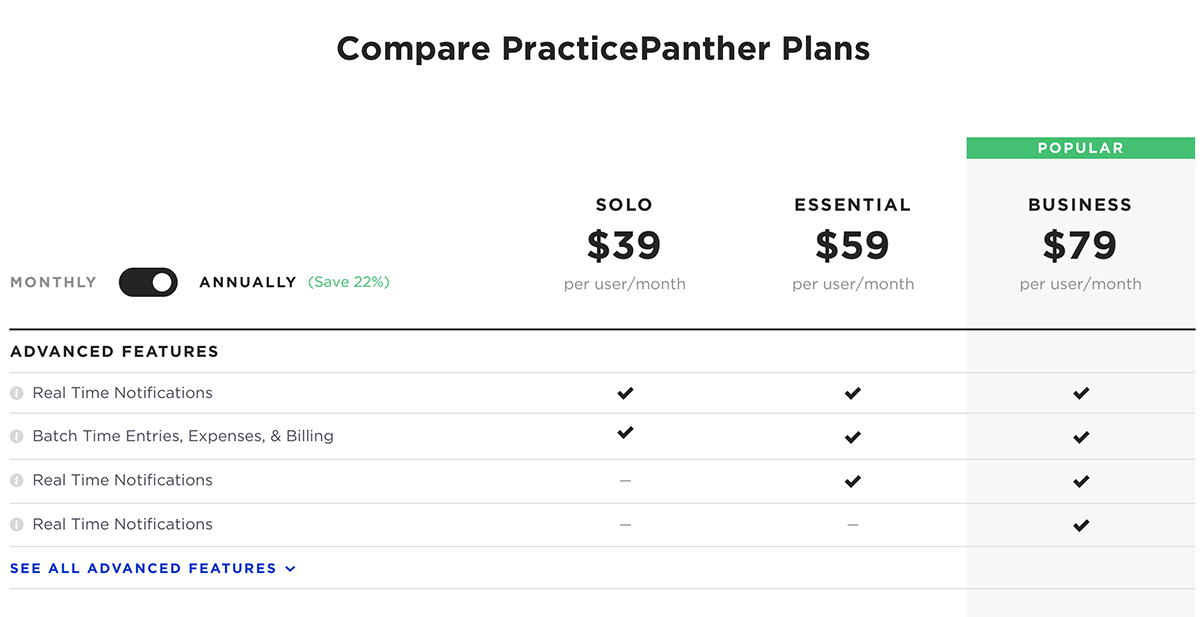 Compare PracticePanther Plans
POPULAR
SOLO
ESSENTIAL
BUSINESS
$39
$59
$79
MONTHLY
ANNUALLY (Save 22%)
per user/month
per user/month
per user/month
ADVANCED FEATURES
Real Time Notifications
Batch Time Entries, Expenses, & Billing
Real Time Notifications
Real Time Notifications
SEE ALL ADVANCED FEATURES